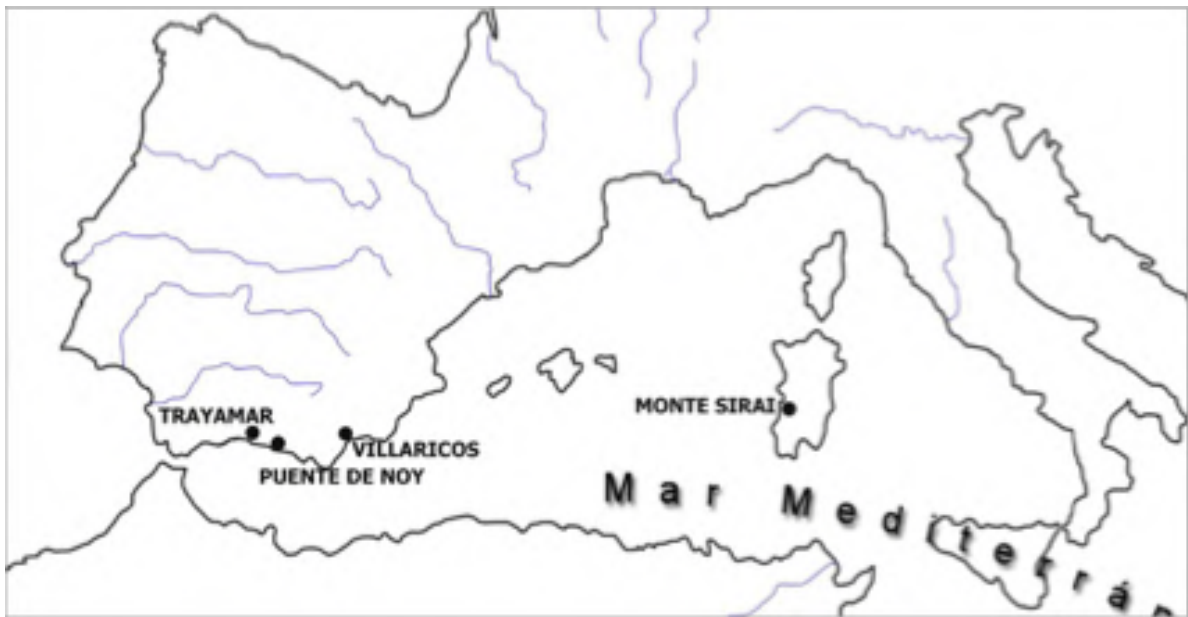 TRAYAMAR
MONTE SIRAI
VILLARICOS
PUENTE DE NOY
Mar Mediterrán